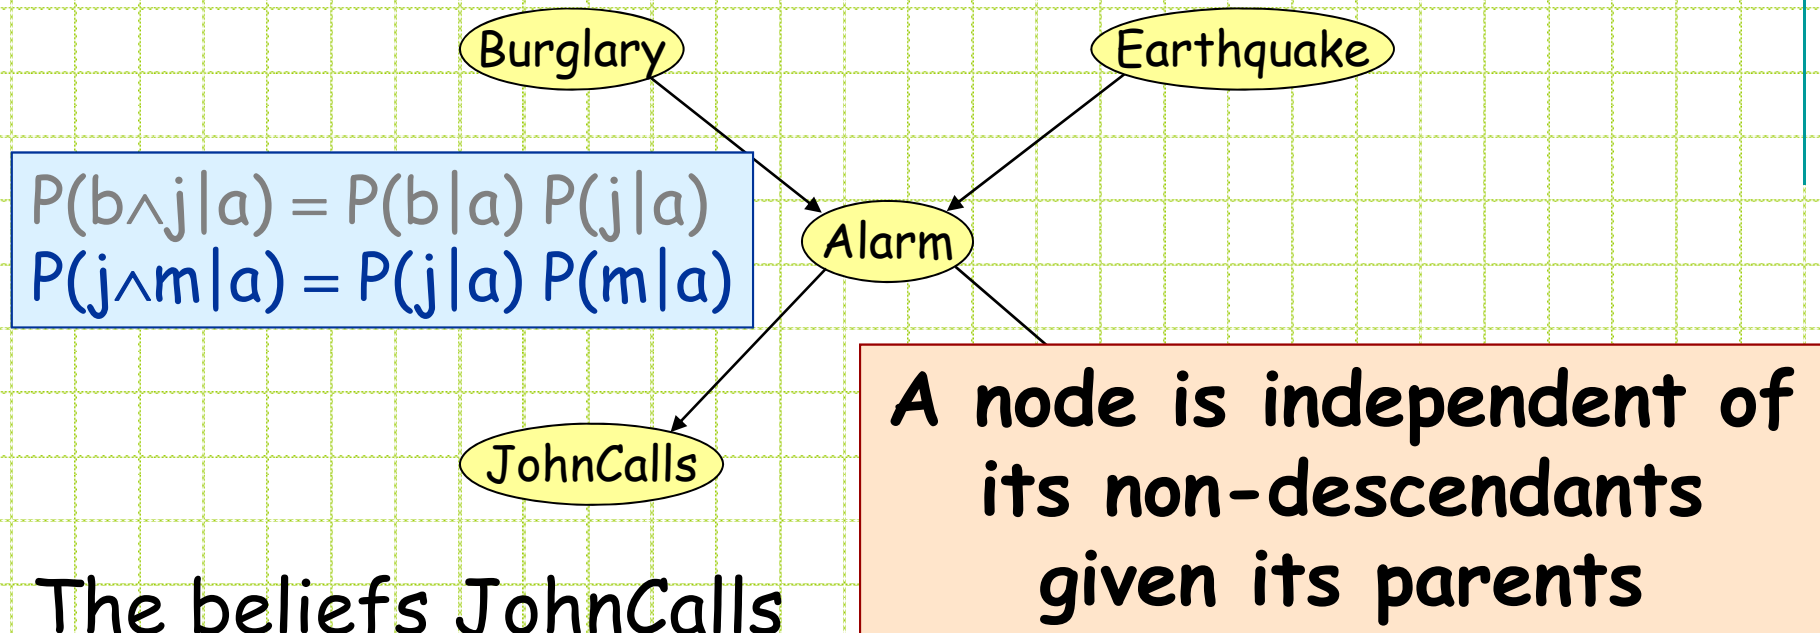 Burglary
Earthquake
P(b∧j|a) = P(b|a) P(j|a)
P(j∧m|a) = P(j|a) P(m|a)
Alarm
JohnCalls
A node is independent of
its non-descendants
given its parents
The beliefs JohnCalls